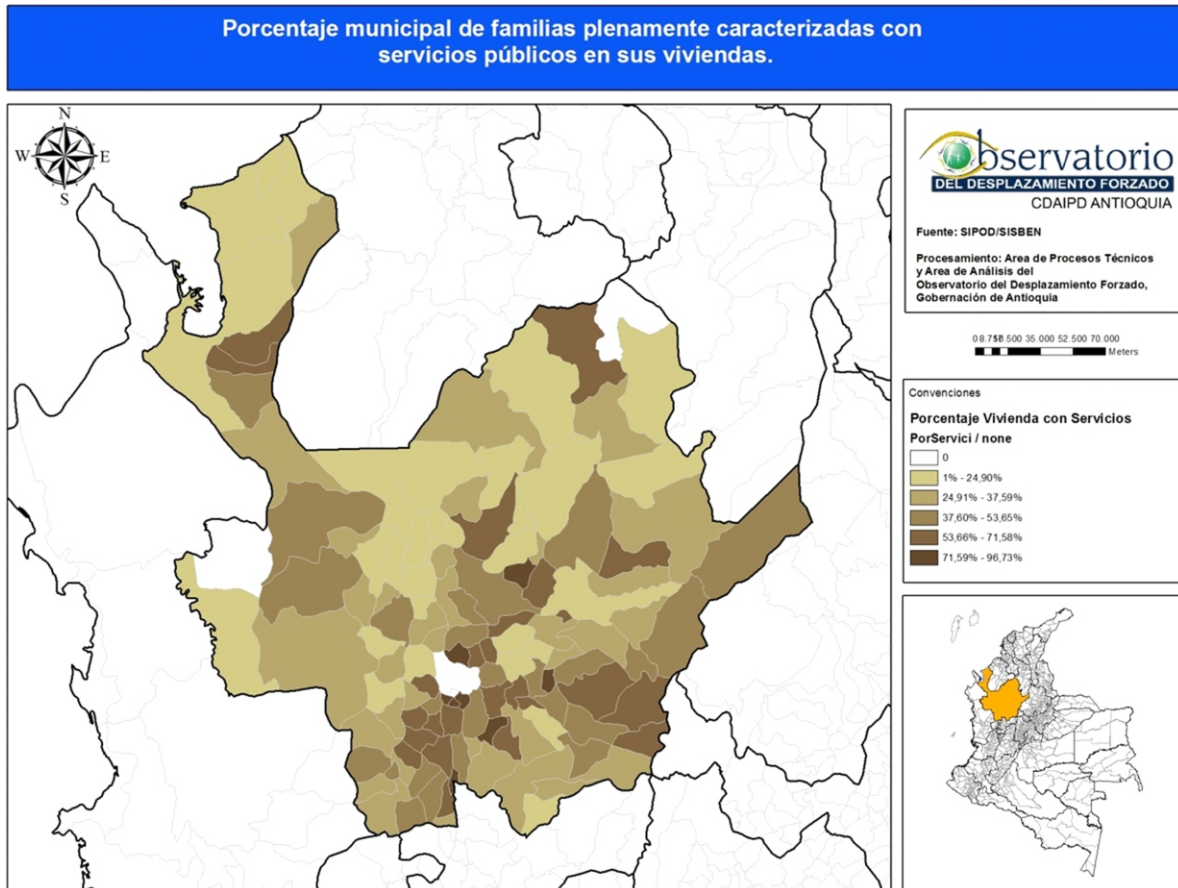 Porcentaje municipal de familias plenamente caracterizadas con
servicios públicos en sus viviendas.
N
W
E
S
Observatorio
DEL DESPLAZAMIENTO FORZADO
CDAIPD ANTIOQUIA
Fuente: SIPOD/SISBEN
Procesamiento: Area de Procesos Técnicos
y Area de Análisis del
Observatorio del Desplazamiento Forzado,
Gobernación de Antioquia
35.000 52.500 70.000
Meters
Convenciones
Porcentaje Vivienda con Servicios
PorServici / none
0
1% - 24,90%
24,91% - 37,59%
37,60% - 53,65%
53,66% - 71,58%
71,59% - 96,73%